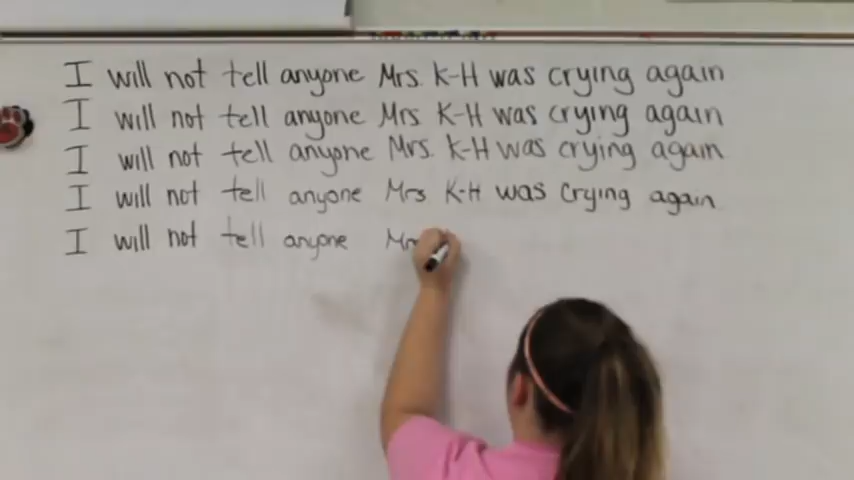 I will not tell anyone Mrs. K-H was crying again
I will not tell anyone Mrs K-H was crying again
I will not tell anyone Mrs. K-H was crying again
I will not tell anyone Mrs K-H was crying again
I will not tell anyone Mr